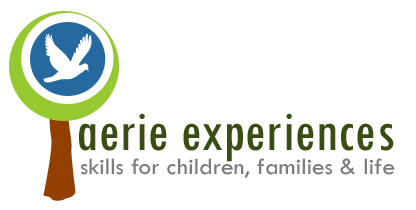 aerie experiences
skills for children, families & life